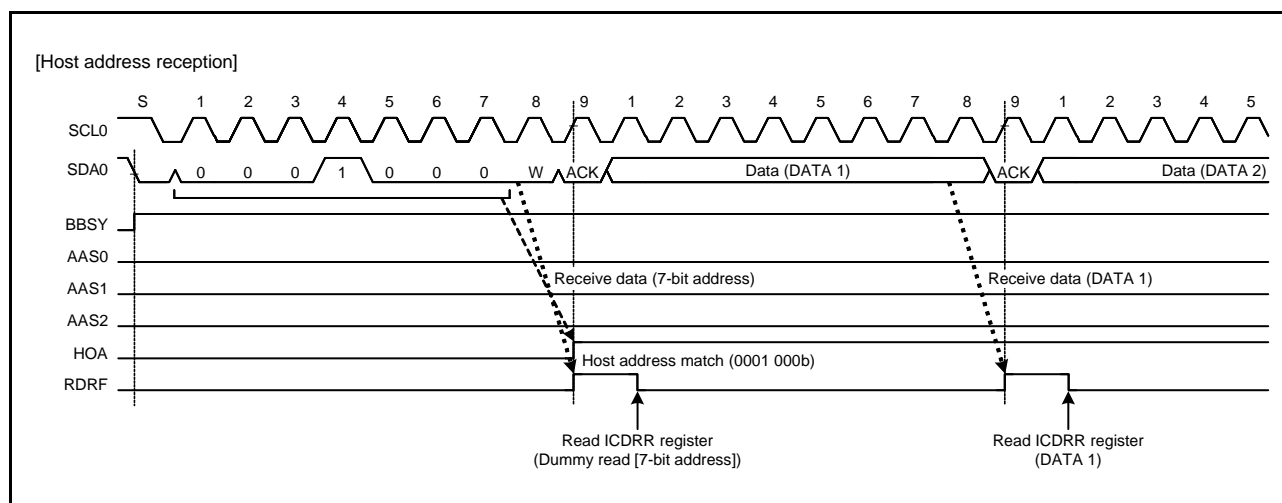 [Host address reception]
S 1 2 3 4 5 6 7 8 9 1 2 3 4 5 6 7 8 9 1 2 3 4 5
SCL0
SDA0 0 0 0 1 0 0 0 W ACK Data (DATA 1) ACK Data (DATA 2)
BBSY
AAS0
Receive data (7-bit address) Receive data (DATA 1)
AAS1
AAS2
HOA
Host address match (0001 000b)
RDRF
Read ICDRR register Read ICDRR register
(Dummy read [7-bit address]) (DATA 1)